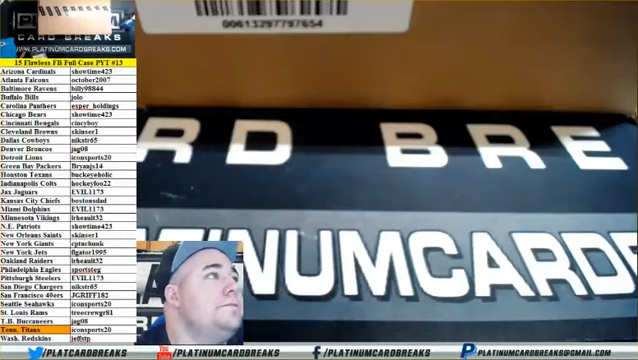 00613297797654
CARD BREAKS
WWW.PLATINUMCARDBREAKS.COM
15 Flawless FB Full Case PYT #13
Arizona Cardinals showtime423
Atlanta Falcons october2007
Baltimore Ravens billy98844
Buffalo Bills jolo
Carolina Panthers esper_holdings
Chicago Bears showtime423
Cincinnati Bengals cincyboy
Cleveland Browns skinser1
Dallas Cowboys nikstr65
Denver Broncos jag08
Detroit Lions iconsports20
Green Bay Packers Bryanjs14
Houston Texans buckeyeholic
Indianapolis Colts hockeyfoo22
Jax Jaguars EVIL1173
Kansas City Chiefs bostonsdad
Miami Dolphins EVIL1173
Minnesota Vikings lrheault32
N.E. Patriots showtime423
New Orleans Saints skinser1
New York Giants cptnchunk
New York Jets flgator1995
Oakland Raiders lrheault32
Philadelphia Eagles sportsteg
Pittsburgh Steelers EVIL1173
San Diego Chargers nikstr65
San Francisco 49ers JGRIFF182
Seattle Seahawks iconsports20
St. Louis Rams treecrewgr81
T.B. Buccaneers jag08
Tenn. Titans iconsports20
Wash. Redskins jeffstp
RD BRE
INUMCARD
/PLATCARDBREAKS
/PLATINUMCARDBREAKS
/PLATINUMCARDBREAKS
PLATINUMCARDBREAKS@GMAIL.COM